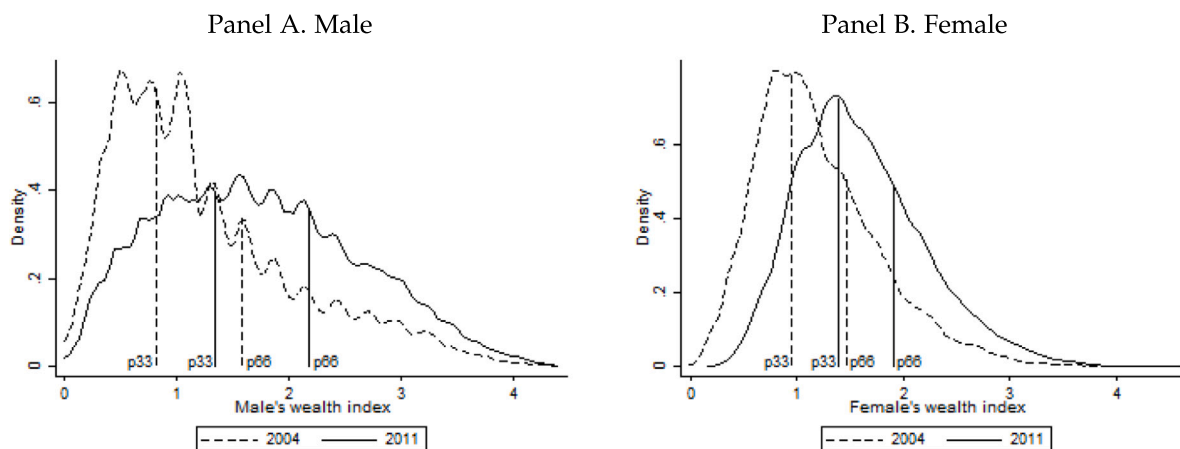 Panel A. Male
Density
0 .2 .4 .6
p33 p33 p66 p66
0 1 2 3 4
Male's wealth index
2004 2011
Panel B. Female
Density
0 .2 .4 .6
p33 p33 p66 p66
0 1 2 3 4
Female's wealth index
2004 2011